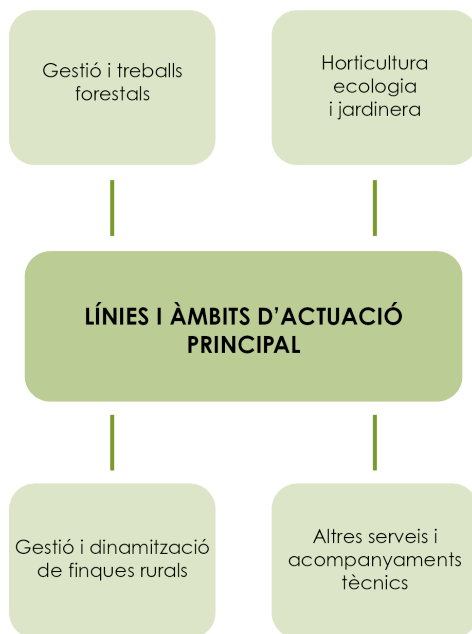 Gestió i treballs
forestals
Horticultura
ecologia
i jardinera
LÍNIES I ÀMBITS D’ACTUACIÓ
PRINCIPAL
Gestió i dinamització
de finques rurals
Altres serveis i
acompanyaments
tècnics